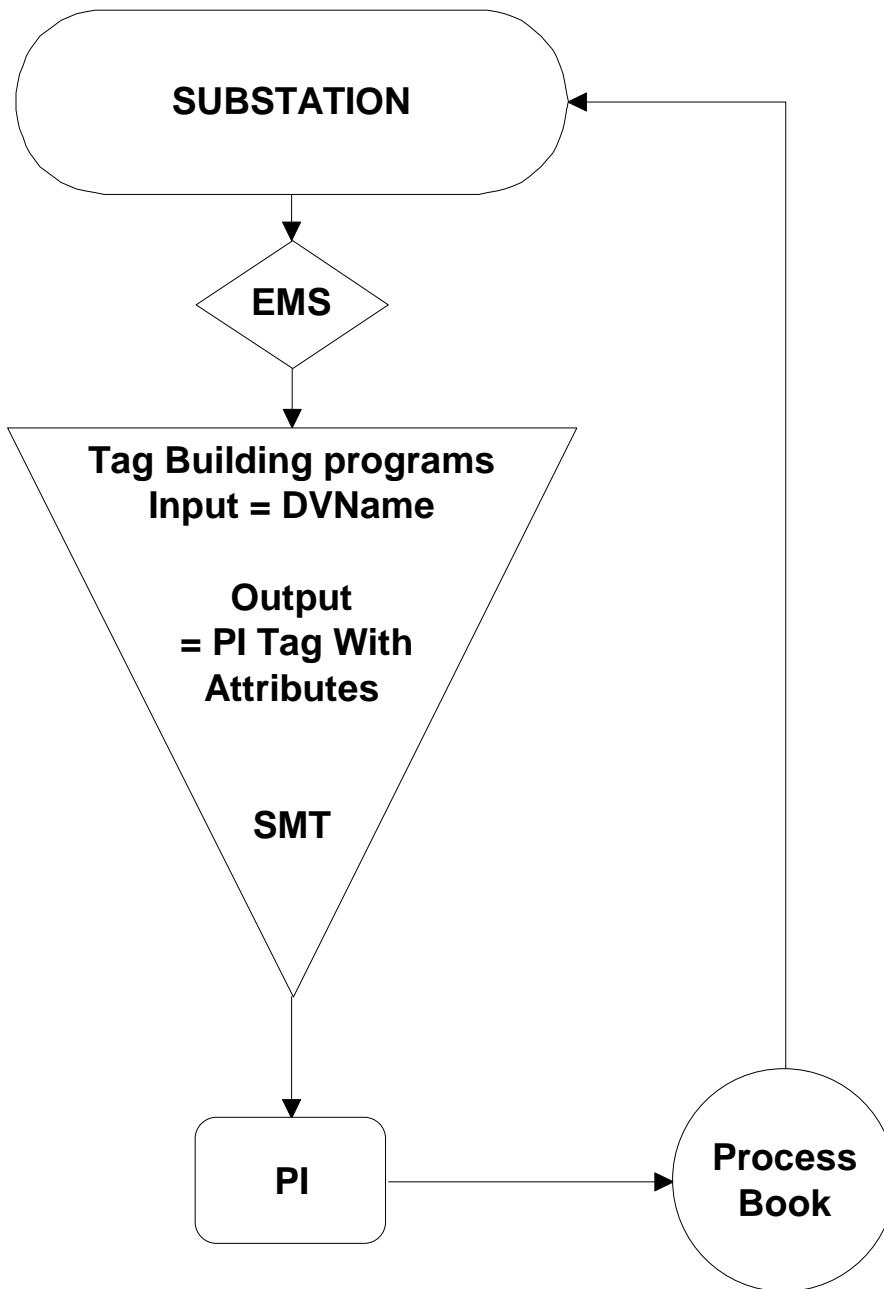 SUBSTATION
EMS
Tag Building programs
Input = DVName
Output
= PI Tag With
Attributes
SMT
PI
Process
Book